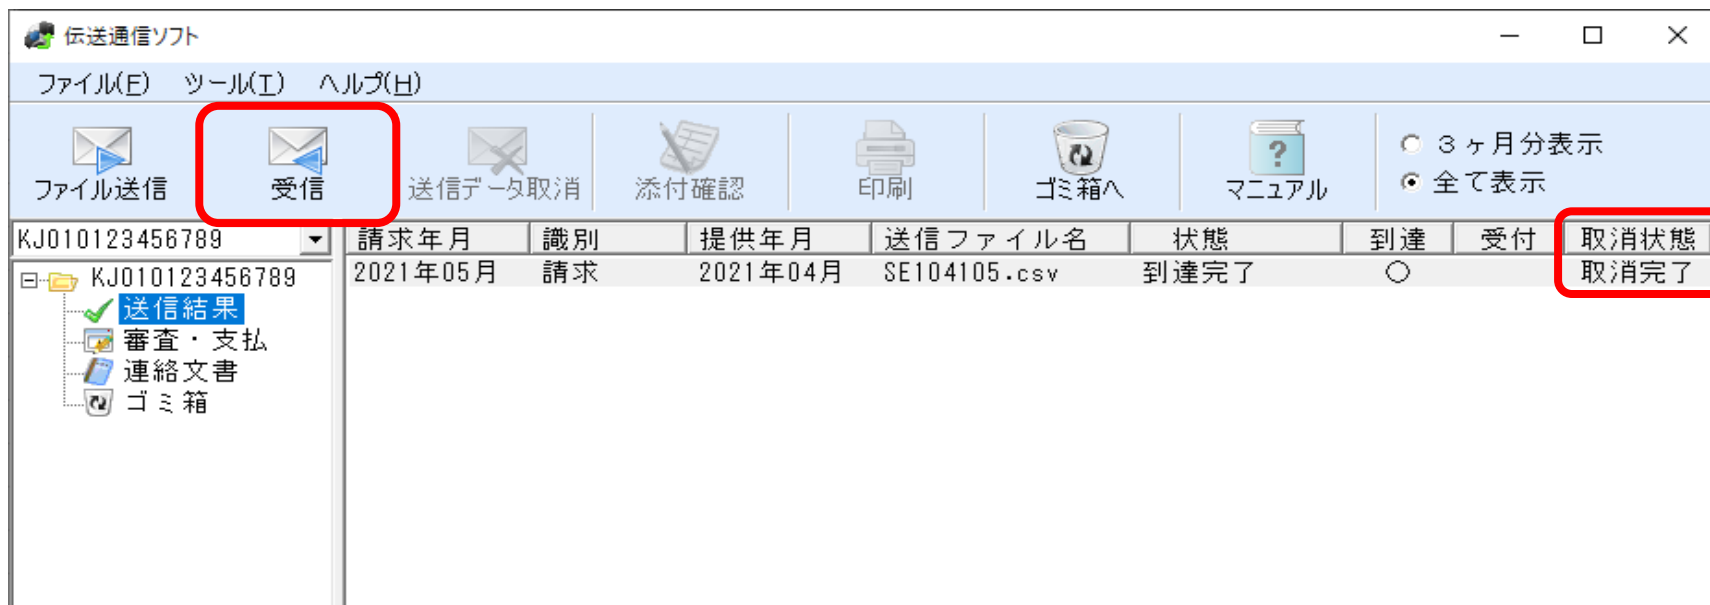 伝送通信ソフト
ファイル(F) ツール(T) ヘルプ(H)
ファイル送信 受信 送信データ取消 添付確認 印刷 ゴミ箱へ マニュアル
３ヶ月分表示
全て表示
KJ010123456789
KJ010123456789
送信結果
審査・支払
連絡文書
ゴミ箱
請求年月 識別 提供年月 送信ファイル名 状態 到達 受付 取消状態
2021年05月 請求 2021年04月 SE104105.csv 到達完了 ○ 取消完了